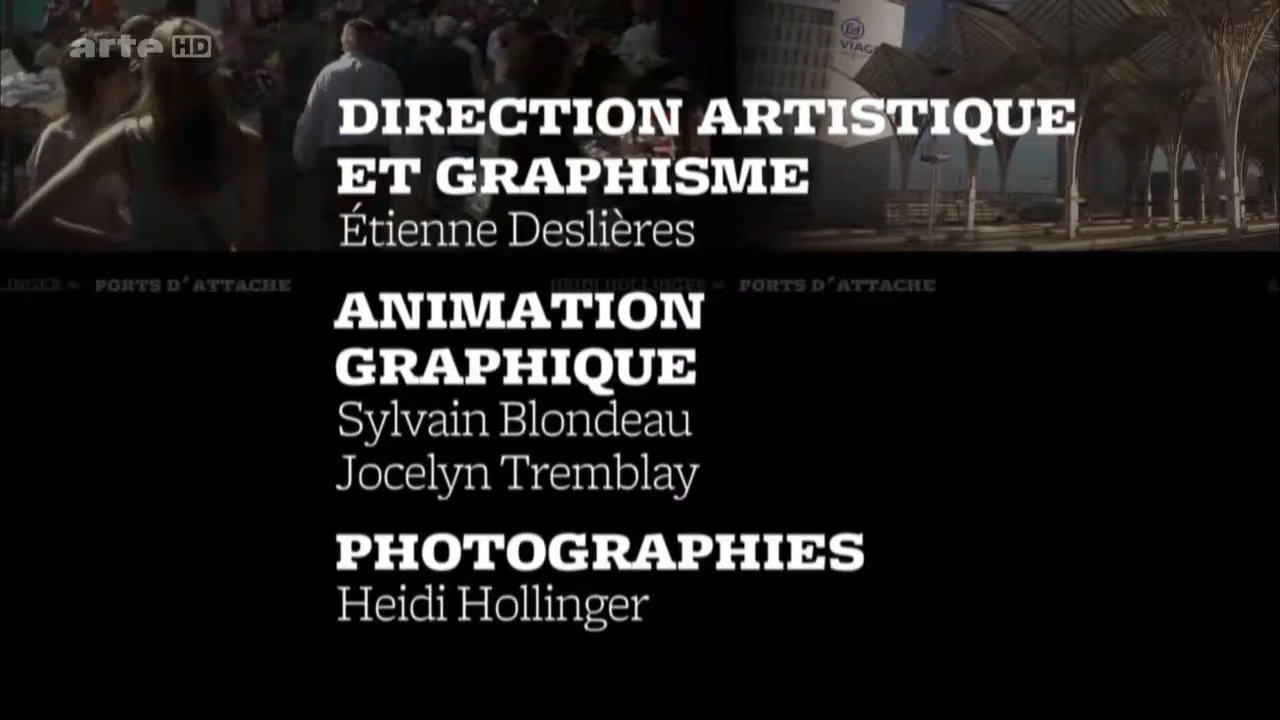 arte HD
VIAGE
DIRECTION ARTISTIQUE
ET GRAPHISME
Étienne Deslières
PORTS D'ATTACHE
HEIDI HOLLINGER
PORTS D'ATTACHE
ANIMATION
GRAPHIQUE
Sylvain Blondeau
Jocelyn Tremblay
PHOTOGRAPHIES
Heidi Hollinger